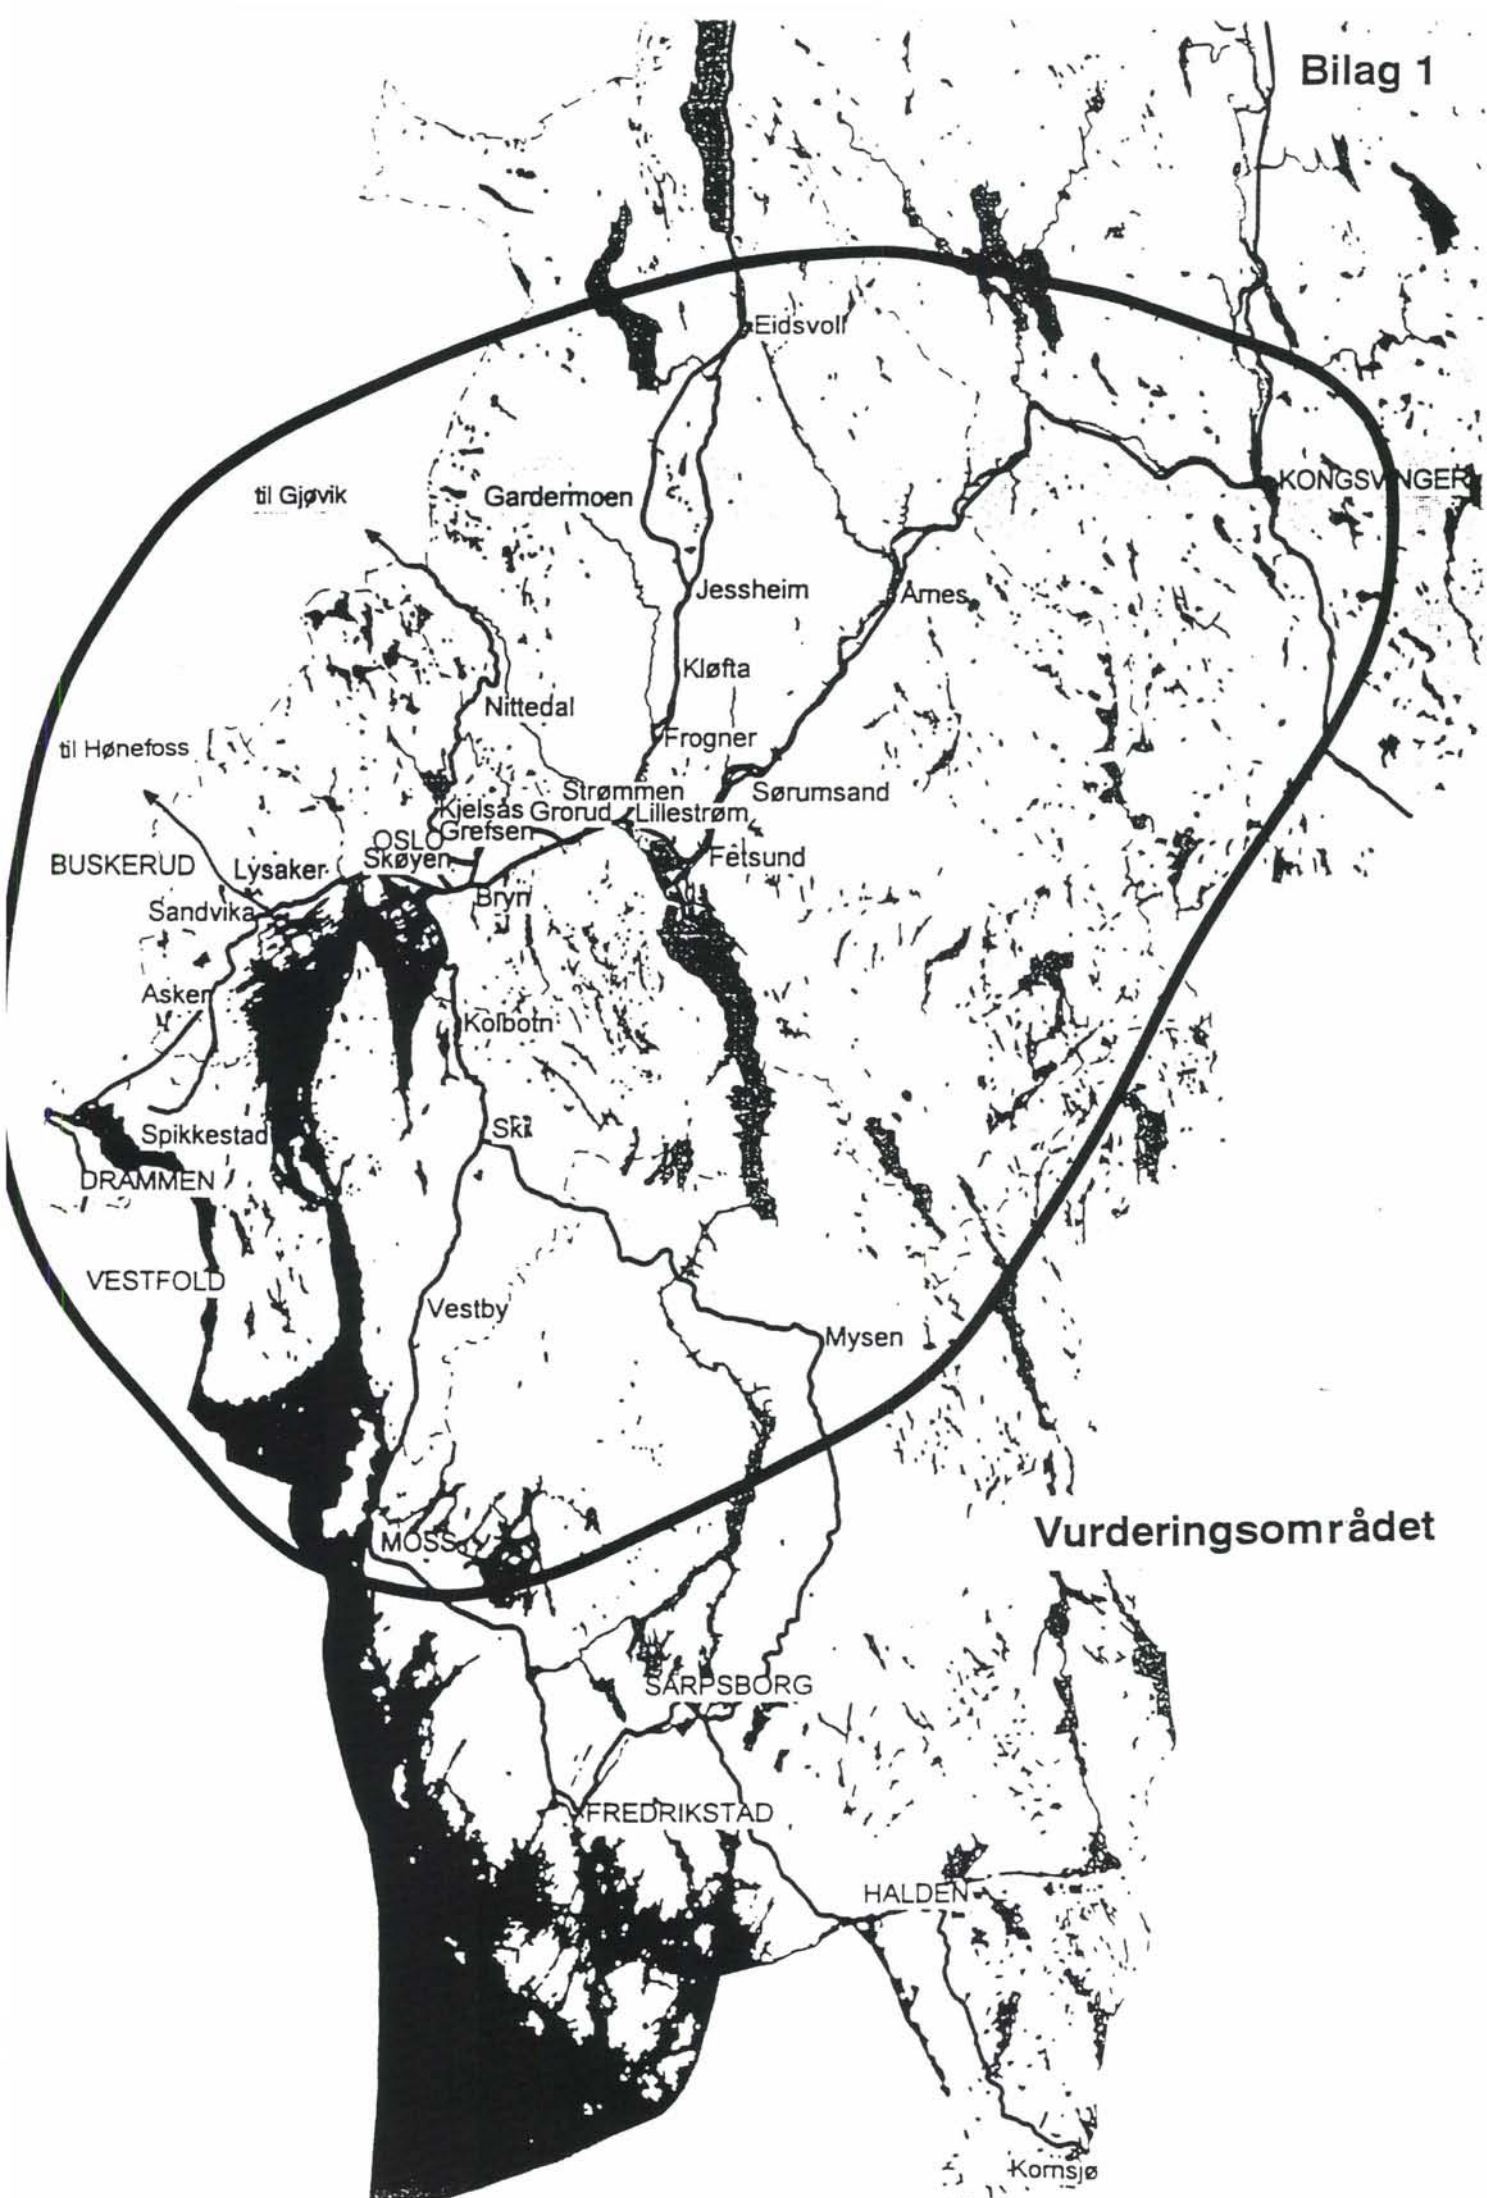 Bilag 1
Eidsvoll
KONGSVINGER
til Gjøvik
Gardermoen
Jessheim
Årnes
Kløfta
Nittedal
Frogner
til Hønefoss
Strømmen
Sørumsand
Kjelsås
Grorud
Lillestrøm
Grefsen
OSLO
Skøyen
Fetsund
BUSKERUD
Lysaker
Bryn
Sandvika
Asker
Kolbotn
Ski
Spikkestad
DRAMMEN
VESTFOLD
Vestby
Mysen
MOSS
Vurderingsområdet
SARPSBORG
FREDRIKSTAD
HALDEN
Kornsjø